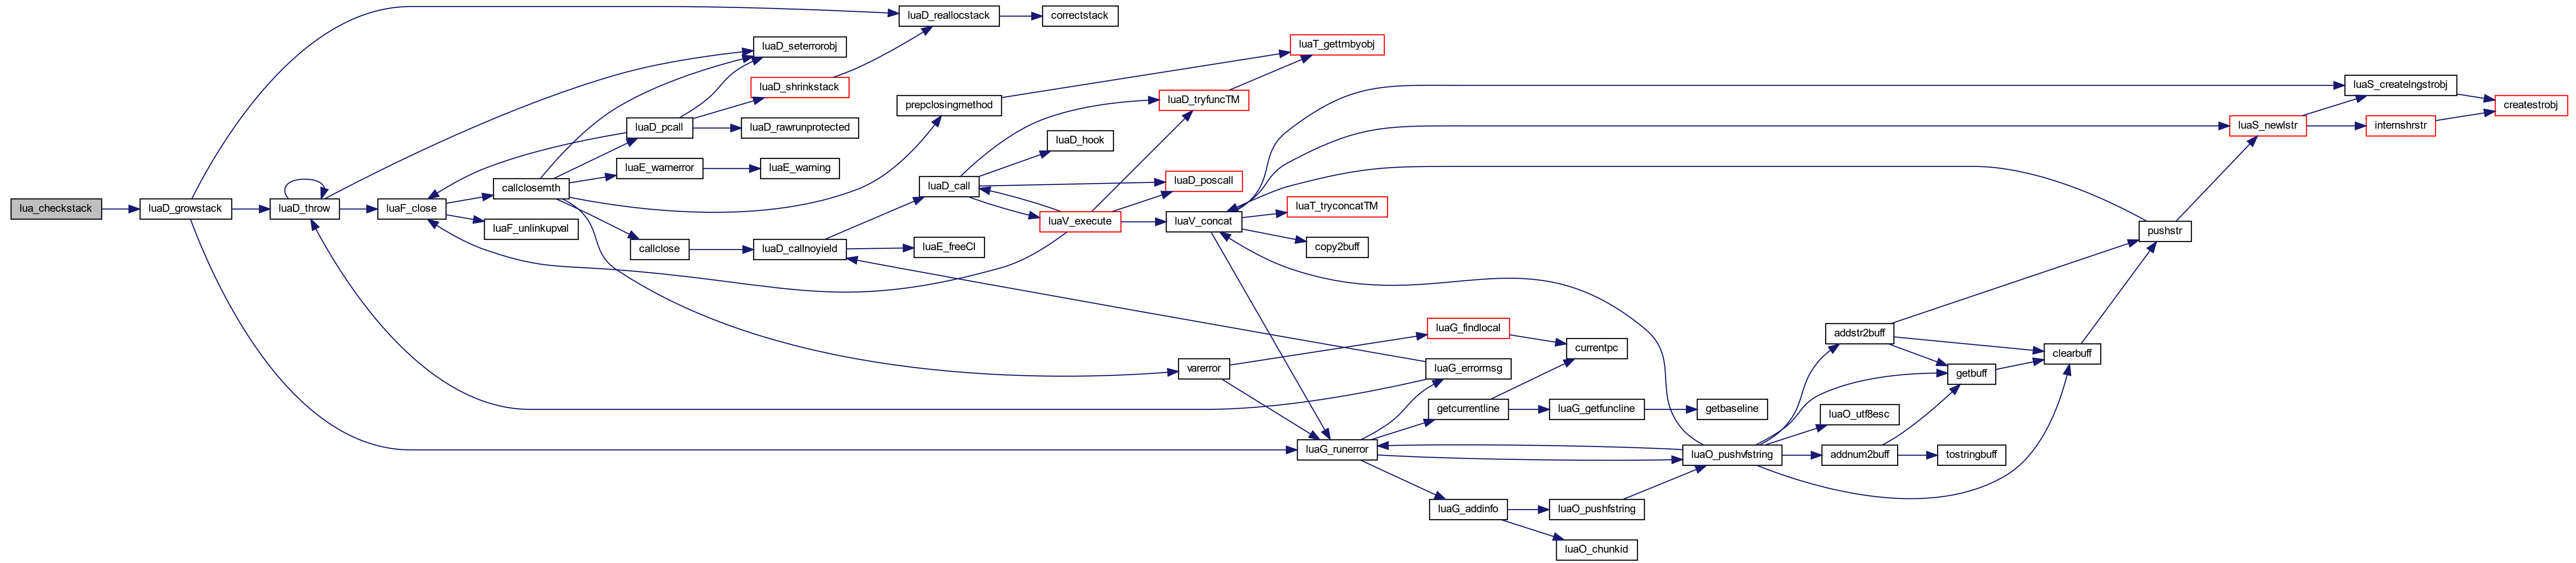 lua_checkstack
luaD_growstack
luaD_reallocstack
correctstack
luaD_throw
luaD_seterrorobj
luaD_shrinkstack
luaF_close
callclosemth
luaF_unlinkupval
luaD_pcall
luaD_rawrunprotected
luaE_warnerror
luaE_warning
callclose
luaD_callnoyield
prepclosingmethod
luaD_call
luaE_freeCI
luaD_hook
luaV_execute
luaT_gettmbyobj
luaD_tryfuncTM
luaD_poscall
luaV_concat
luaT_tryconcatTM
copy2buff
varerror
luaG_findlocal
currentpc
luaG_errormsg
getcurrentline
luaG_getfuncline
getbaseline
luaG_runerror
luaG_addinfo
luaO_pushfstring
luaO_chunkid
luaO_pushvfstring
addstr2buff
getbuff
clearbuff
luaO_utf8esc
addnum2buff
tostringbuff
pushstr
luaS_newlstr
luaS_createlngstrobj
internshrstr
createstrobj